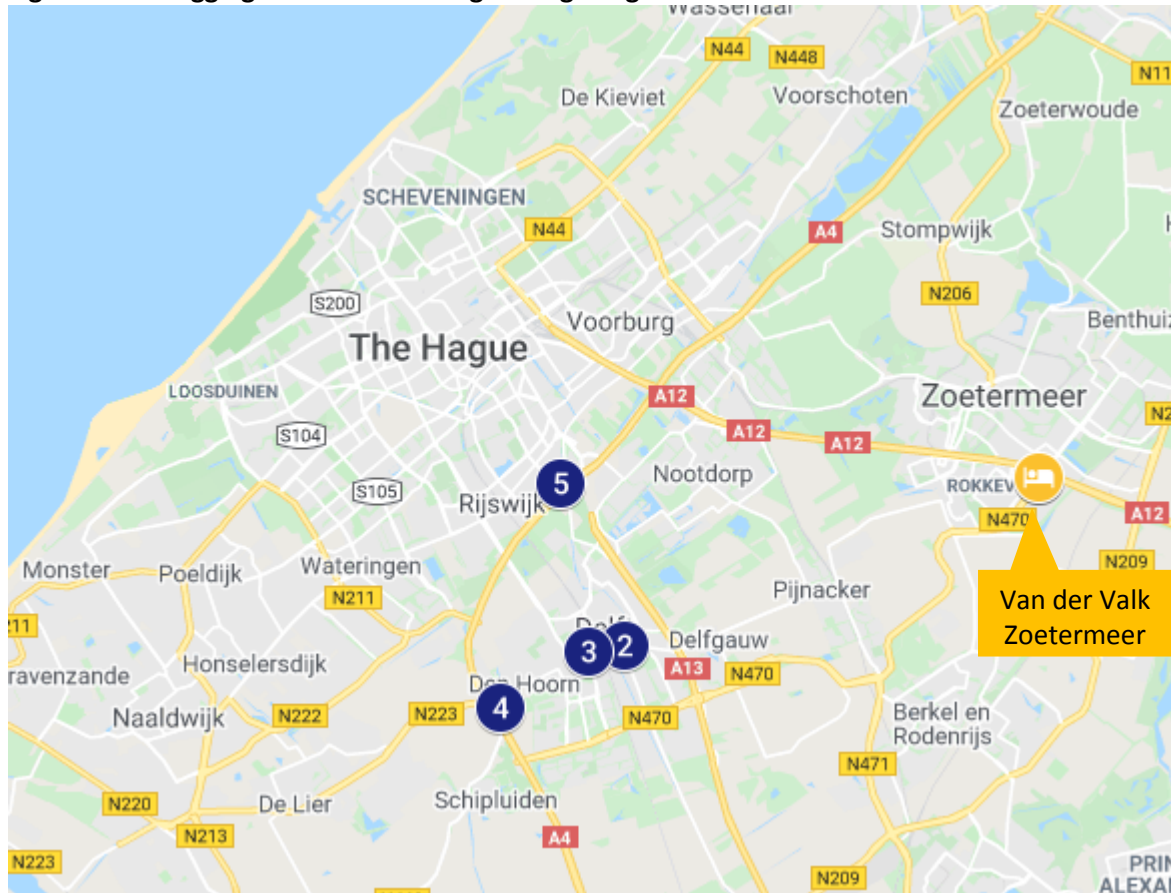 Wassenaar
N44
N448
N11
De Kieviet
Voorschoten
Zoeterwoude
SCHEVENINGEN
N44
A4
Stompwijk
S200
N206
Voorburg
Benthuiz
The Hague
LOOSDUINEN
A12
Zoetermeer
N2
S104
A12
A12
Nootdorp
5
S105
Rijswijk
ROKKEV
N470
A12
Monster
Poeldijk
Wateringen
N209
N211
Pijnacker
Van der Valk
Zoetermeer
211
Delf
3
2
Delfgauw
Honselersdijk
A13
N470
ravenzande
Den Hoorn
4
Naaldwijk
N222
N223
N470
Berkel en
Rodenrijs
N471
N220
De Lier
Schipluiden
N213
A4
N223
N209
PRIN
ALEXA